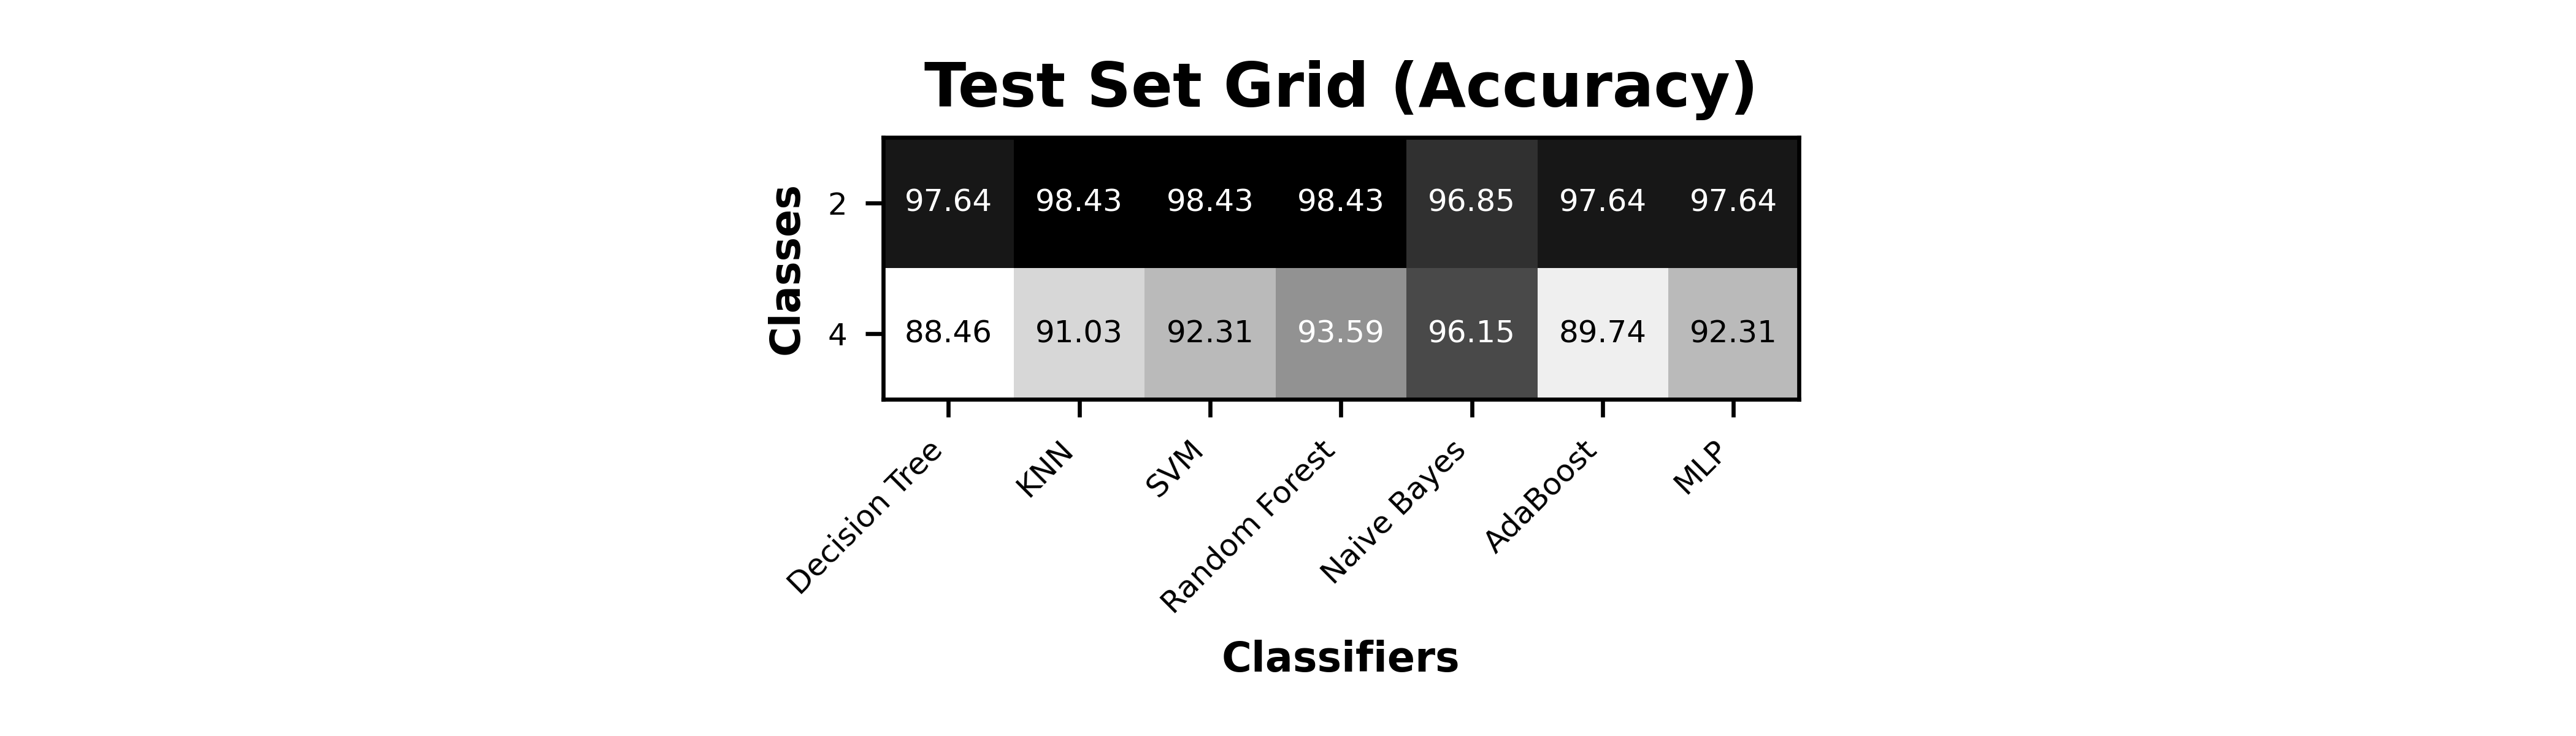 Test Set Grid (Accuracy)
Classes
2 97.64 98.43 98.43 98.43 96.85 97.64 97.64
4 88.46 91.03 92.31 93.59 96.15 89.74 92.31
Decision Tree KNN SVM Random Forest Naive Bayes AdaBoost MLP
Classifiers